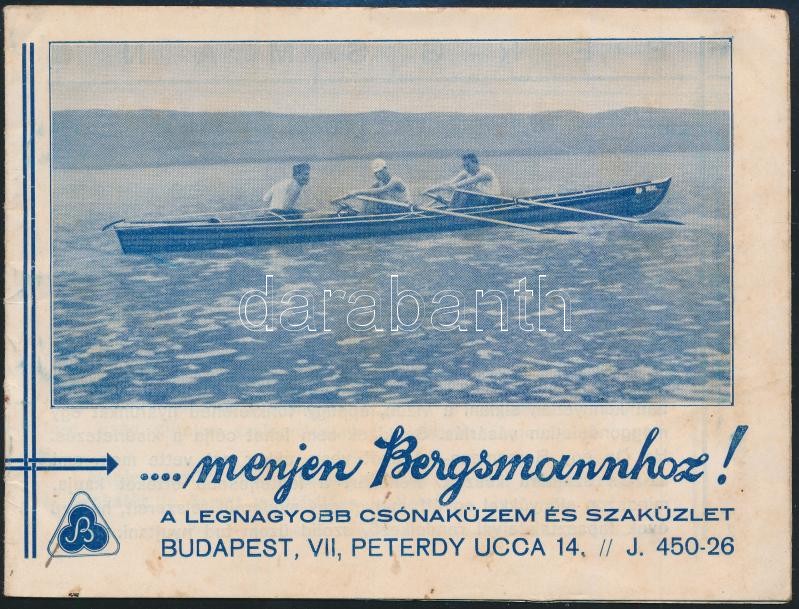 darabanth
..... menjen Bergsmannhoz!
A LEGNAGYOBB CSÓNAKÜZEM ÉS SZAKÜZLET
B
BUDAPEST, VII, PETERDY UCCA 14. // J. 450-26